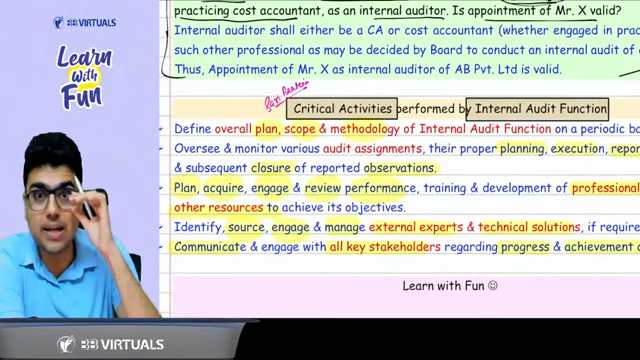 BB VIRTUALS
Learn
With
Fun
practicing cost accountant, as an internal auditor. Is appointment of Mr. X valid?
Internal auditor shall either be a CA or cost accountant (whether engaged in practi
such other professional as may be decided by Board to conduct an internal audit of
Thus, Appointment of Mr. X as internal auditor of AB Pvt. Ltd is valid.
Critical Activities performed by Internal Audit Function
Define overall plan, scope & methodology of Internal Audit Function on a periodic ba
Oversee & monitor various audit assignments, their proper planning, execution, repor
& subsequent closure of reported observations.
Plan, acquire, engage & review performance, training & development of professional
other resources to achieve its objectives.
Identify, source, engage & manage external experts & technical solutions, if require
Communicate & engage with all key stakeholders regarding progress & achievement
Learn with Fun ☺
BB VIRTUALS